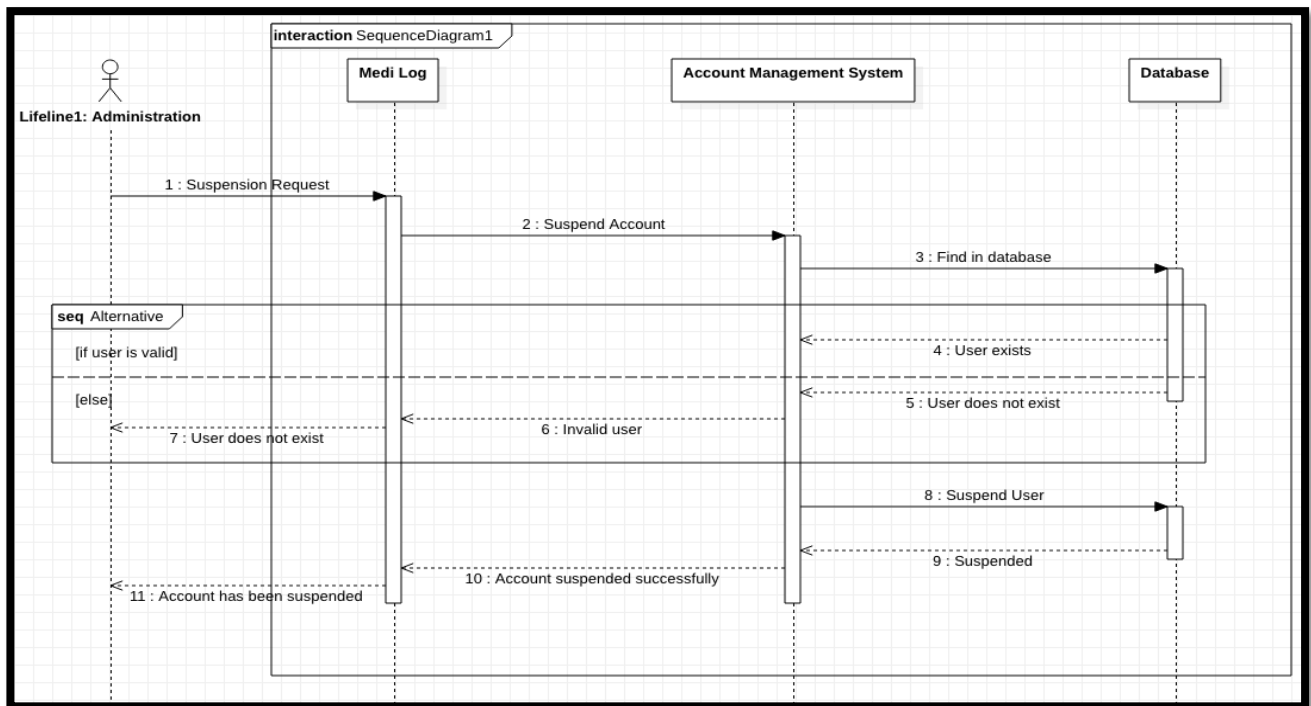 interaction SequenceDiagram1
Medi Log
Account Management System
Database
Lifeline1: Administration
1 : Suspension Request
2 : Suspend Account
3 : Find in database
seq Alternative
[if user is valid]
4 : User exists
[else]
5 : User does not exist
6 : Invalid user
7 : User does not exist
8 : Suspend User
9 : Suspended
10 : Account suspended successfully
11 : Account has been suspended